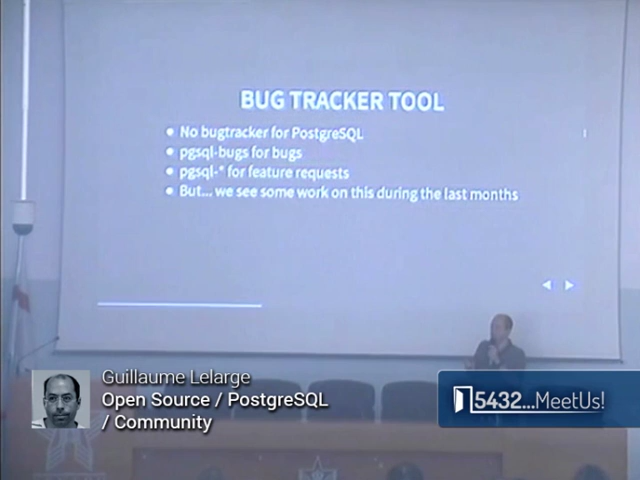 BUG TRACKER TOOL
• No bugtracker for PostgreSQL
• pgsql-bugs for bugs
• pgsql-* for feature requests
• But... we see some work on this during the last months
Guillaume Lelarge
Open Source / PostgreSQL
/ Community
5432...MeetUs!